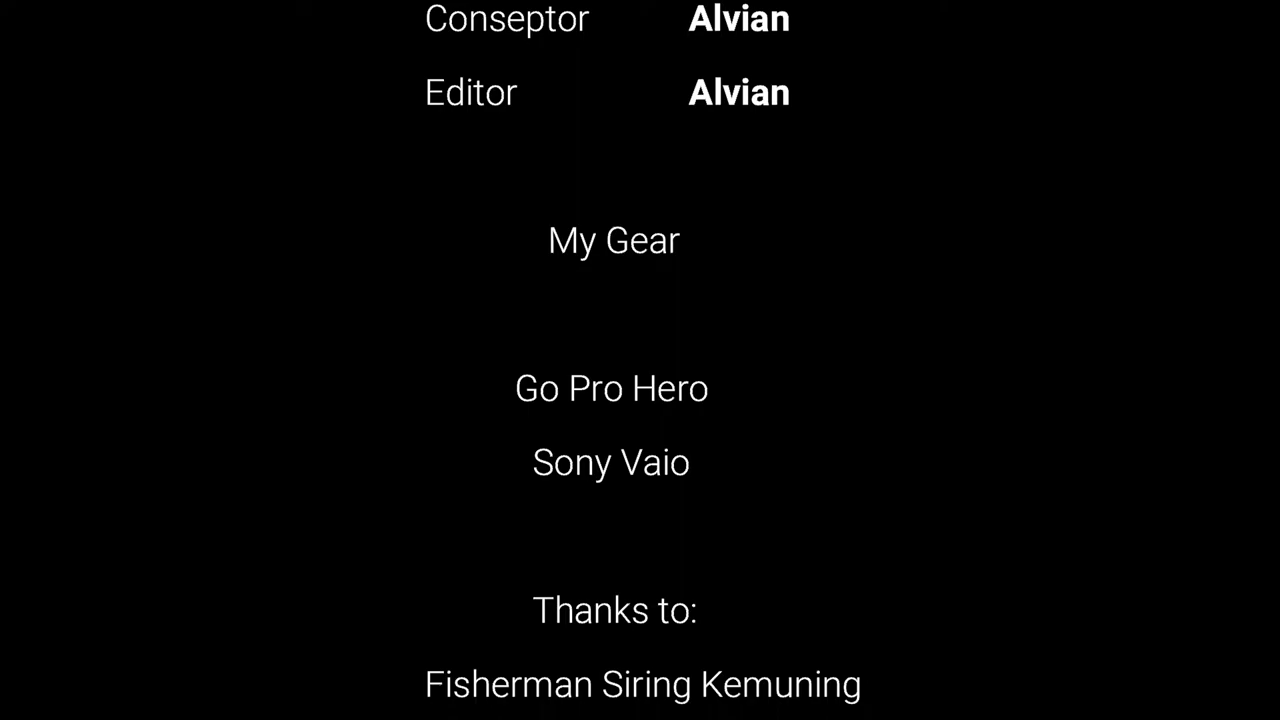 Conseptor Alvian
Editor Alvian
My Gear
Go Pro Hero
Sony Vaio
Thanks to:
Fisherman Siring Kemuning